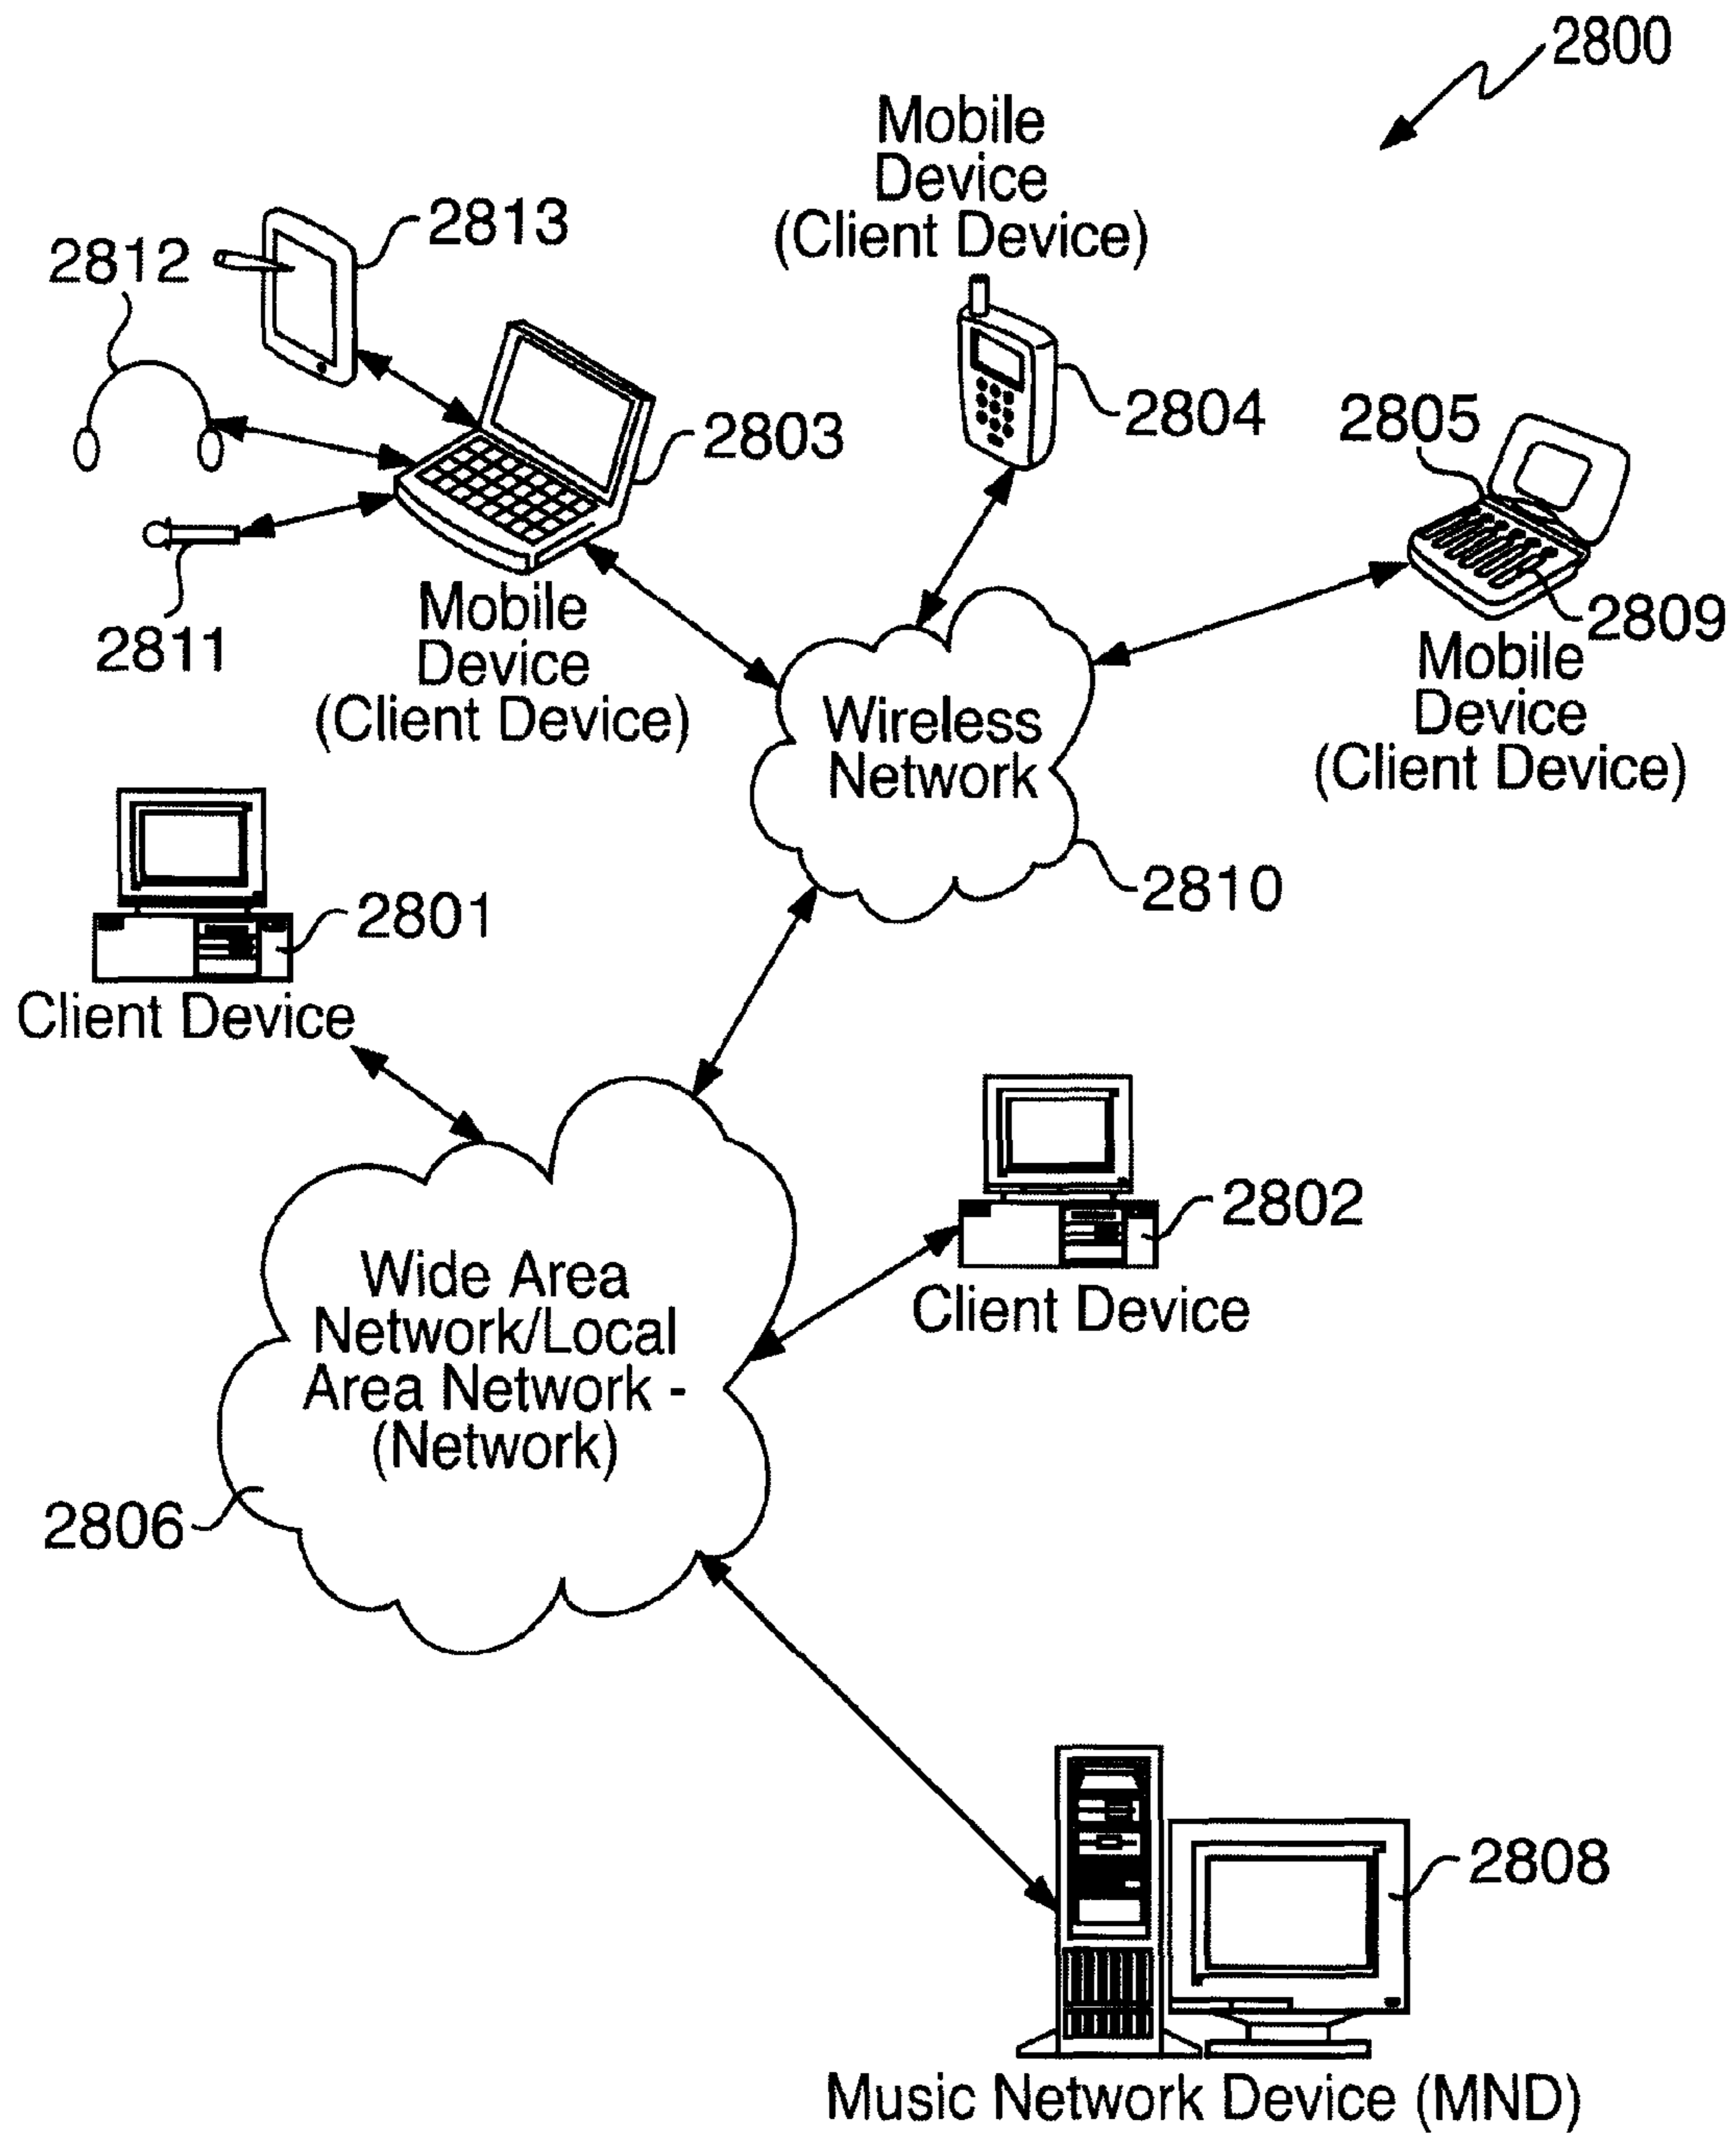 2800
Mobile
Device
(Client Device)
2813
2812
2804
2803
2805
2811
2809
Mobile
Device
(Client Device)
Mobile
Device
(Client Device)
Wireless
Network
2810
2801
Client Device
2802
Client Device
Wide Area
Network/Local
Area Network -
(Network)
2806
2808
Music Network Device (MND)